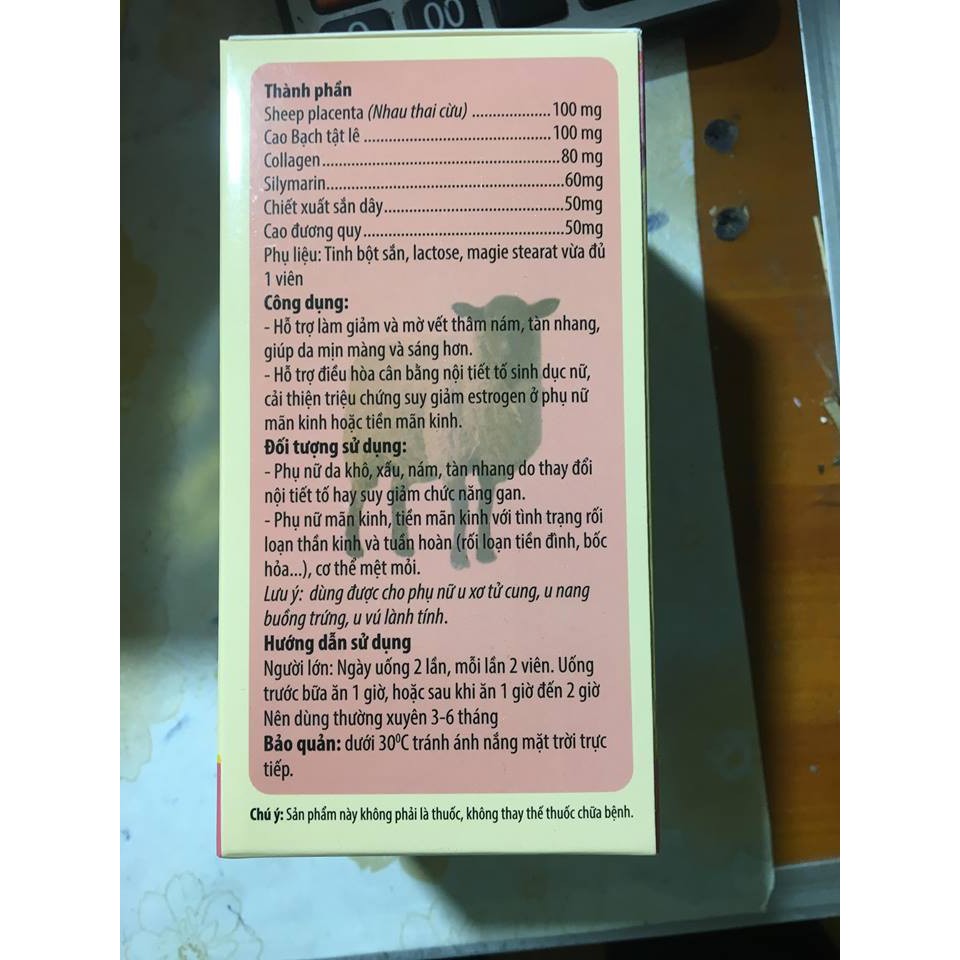 00
Thành phần
Sheep placenta (Nhau thai cừu) ....................100 mg
Cao Bạch tật lê ................................................100 mg
Collagen............................................................80 mg
Silymarin............................................................60mg
Chiết xuất sắn dây..............................................50mg
Cao đương quy ..................................................50mg
Phụ liệu: Tinh bột sắn, lactose, magie stearat vừa đủ
1 viên
Công dụng:
- Hỗ trợ làm giảm và mờ vết thâm nám, tàn nhang,
giúp da mịn màng và sáng hơn.
- Hỗ trợ điều hòa cân bằng nội tiết tố sinh dục nữ,
cải thiện triệu chứng suy giảm estrogen ở phụ nữ
mãn kinh hoặc tiền mãn kinh.
Đối tượng sử dụng:
- Phụ nữ da khô, xấu, nám, tàn nhang do thay đổi
nội tiết tố hay suy giảm chức năng gan.
- Phụ nữ mãn kinh, tiền mãn kinh với tình trạng rối
loạn thần kinh và tuần hoàn (rối loạn tiền đình, bốc
hỏa...), cơ thể mệt mỏi.
Lưu ý: dùng được cho phụ nữ u xơ tử cung, u nang
buồng trứng, u vú lành tính.
Hướng dẫn sử dụng
Người lớn: Ngày uống 2 lần, mỗi lần 2 viên. Uống
trước bữa ăn 1 giờ, hoặc sau khi ăn 1 giờ đến 2 giờ
Nên dùng thường xuyên 3-6 tháng
Bảo quản: dưới 30⁰C tránh ánh nắng mặt trời trực
tiếp.
Chú ý: Sản phẩm này không phải là thuốc, không thay thế thuốc chữa bệnh.